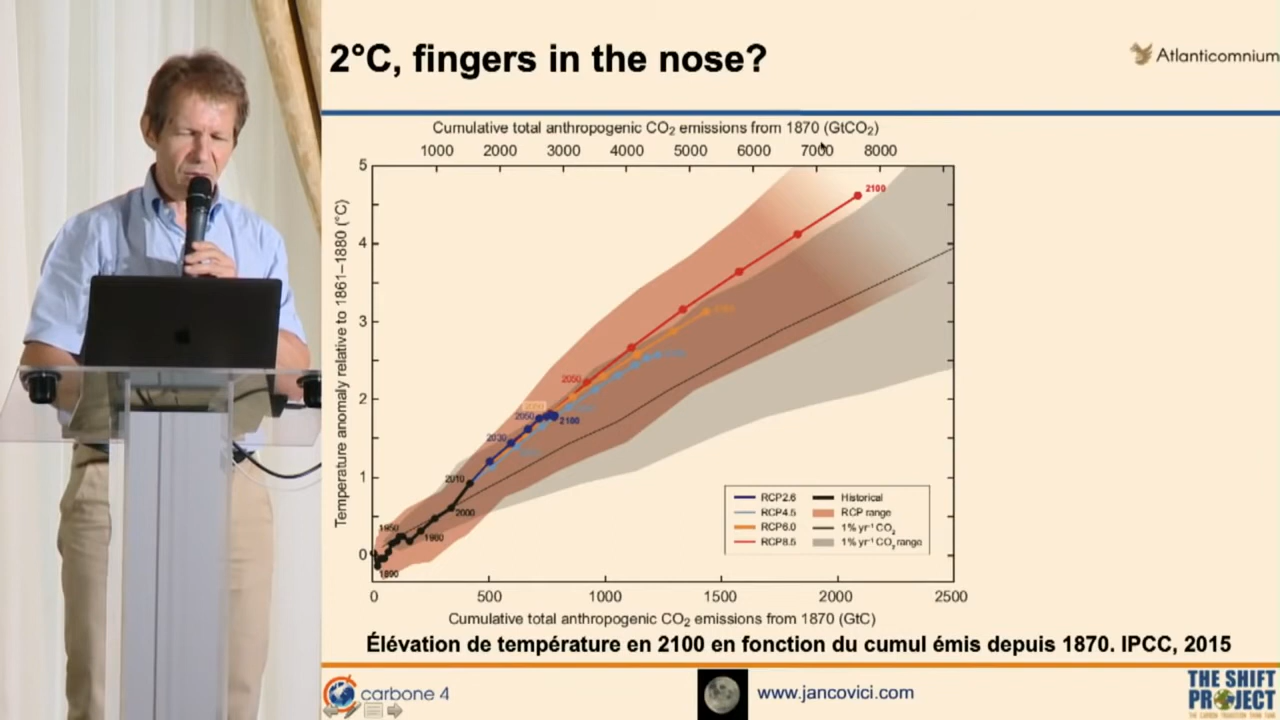 2°C, fingers in the nose?
Atlanticomnium
Cumulative total anthropogenic CO₂ emissions from 1870 (GtCO₂)
1000 2000 3000 4000 5000 6000 7000 8000
Temperature anomaly relative to 1861–1880 (°C)
5
4
3
2
1
0
2100
2050
2050
2100
2030
2010
2000
1950
1980
1890
RCP2.6 Historical
RCP4.5 RCP range
RCP6.0 1% yr⁻¹ CO₂
RCP8.5 1% yr⁻¹ CO₂ range
0 500 1000 1500 2000 2500
Cumulative total anthropogenic CO₂ emissions from 1870 (GtC)
Élévation de température en 2100 en fonction du cumul émis depuis 1870. IPCC, 2015
carbone 4
www.jancovici.com
THE SHIFT
PROJECT